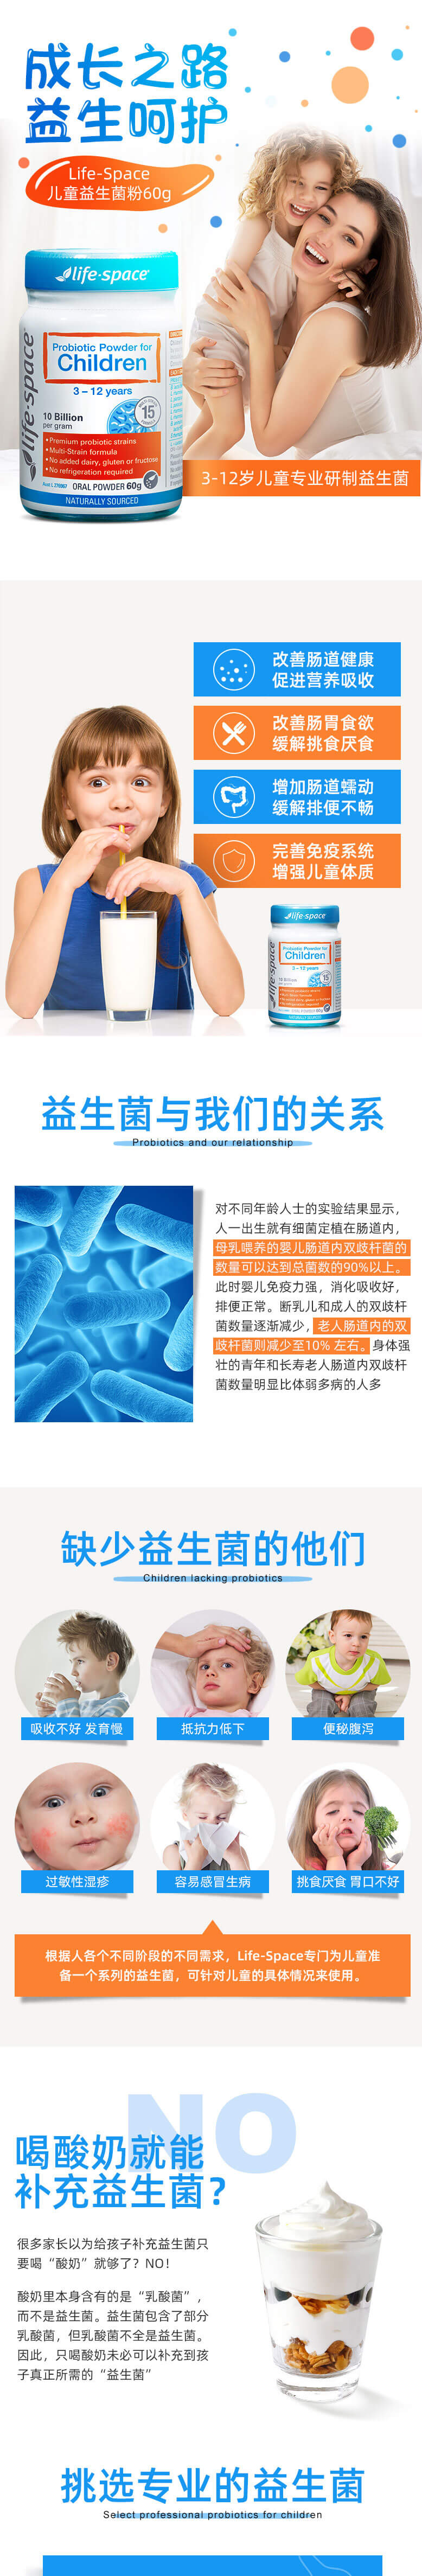 成长之路
益生呵护
Life-Space
儿童益生菌粉60g
life-space
Probiotic Powder for
Children
3 – 12 years
10 Billion
per gram
15
• Premium probiotic strains
• Multi-Strain formula
• No added dairy, gluten or fructose
• No refrigeration required
ORAL POWDER 60g
NATURALLY SOURCED
life-space
3-12岁儿童专业研制益生菌
改善肠道健康
促进营养吸收
改善肠胃食欲
缓解挑食厌食
增加肠道蠕动
缓解排便不畅
完善免疫系统
增强儿童体质
life-space
Probiotic Powder for
Children
3 – 12 years
10 Billion
15
life-space
NATURALLY SOURCED
益生菌与我们的关系
Probiotics and our relationship
对不同年龄人士的实验结果显示，
人一出生就有细菌定植在肠道内，
母乳喂养的婴儿肠道内双歧杆菌的
数量可以达到总菌数的90%以上。
此时婴儿免疫力强，消化吸收好，
排便正常。断乳儿和成人的双歧杆
菌数量逐渐减少，老人肠道内的双
歧杆菌则减少至10% 左右。身体强
壮的青年和长寿老人肠道内双歧杆
菌数量明显比体弱多病的人多
缺少益生菌的他们
Children lacking probiotics
吸收不好 发育慢
抵抗力低下
便秘腹泻
过敏性湿疹
容易感冒生病
挑食厌食 胃口不好
根据人各个不同阶段的不同需求，Life-Space专门为儿童准
备一个系列的益生菌，可针对儿童的具体情况来使用。
NO
喝酸奶就能
补充益生菌？
很多家长以为给孩子补充益生菌只
要喝“酸奶”就够了？NO！
酸奶里本身含有的是“乳酸菌”，
而不是益生菌。益生菌包含了部分
乳酸菌，但乳酸菌不全是益生菌。
因此，只喝酸奶未必可以补充到孩
子真正所需的“益生菌”
挑选专业的益生菌
Select professional probiotics for children